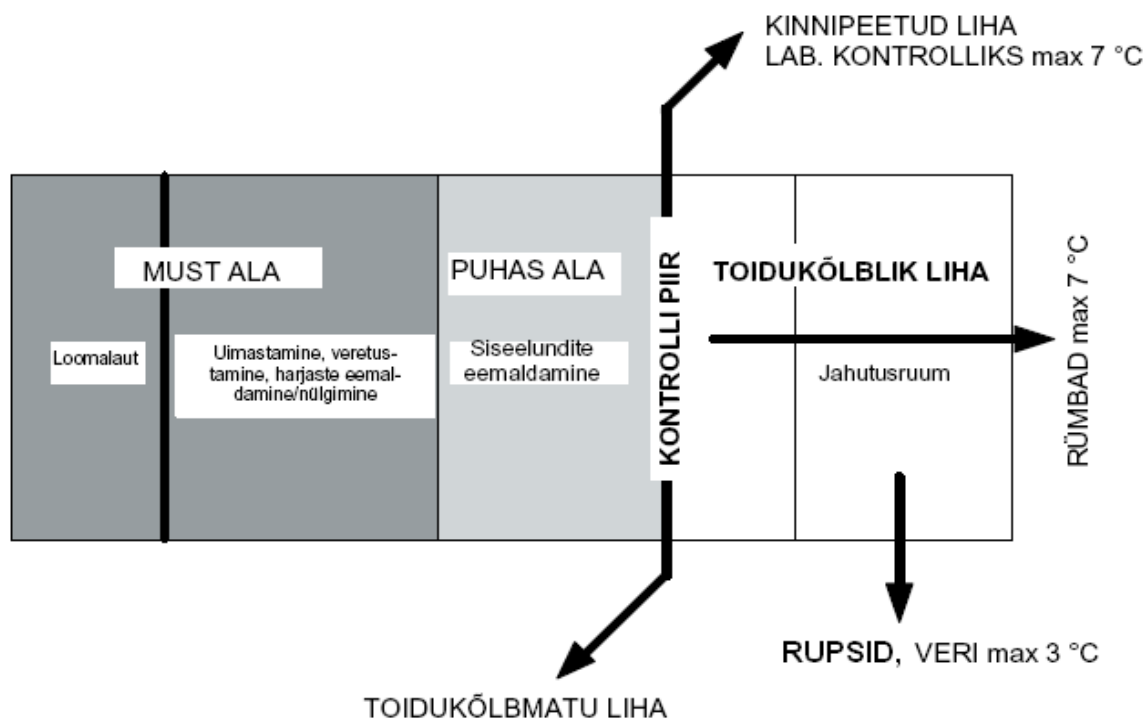 KINNIPEETUD LIHA
LAB. KONTROLLIKS max 7 °C
MUST ALA
PUHAS ALA
KONTROLLI PIIR
TOIDUKÕLBLIK LIHA
RÜMBAD max 7 °C
Loomalaut
Uimastamine, veretus-
tamine, harjaste eemal-
damine/nülgimine
Siseelundite
eemaldamine
Jahutusruum
RUPSID, VERI max 3 °C
TOIDUKÕLBMATU LIHA